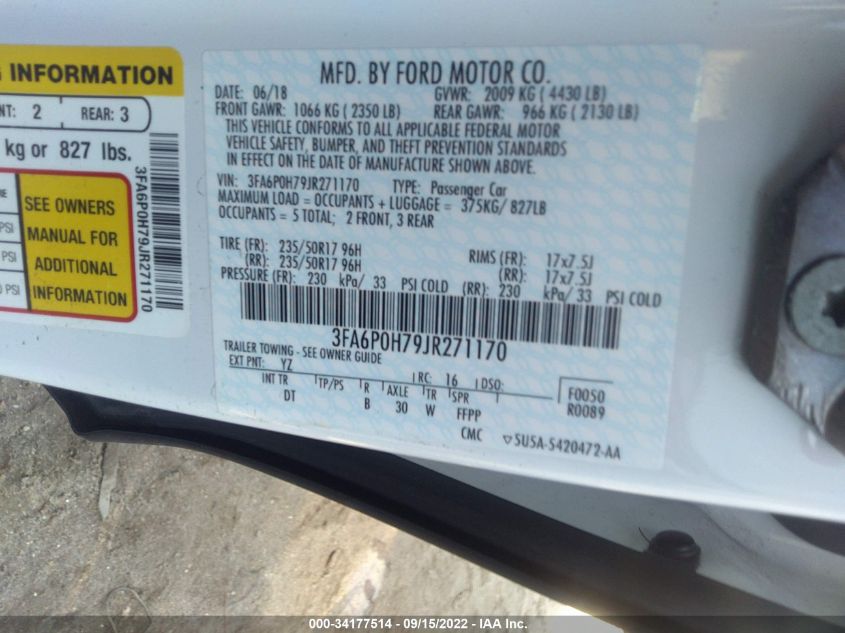 G INFORMATION
NT: 2 REAR: 3
kg or 827 lbs.
RE
SEE OWNERS
PSI
MANUAL FOR
PSI
ADDITIONAL
0 PSI
INFORMATION
3FA6P0H79JR271170
MFD. BY FORD MOTOR CO.
DATE: 06/18 GVWR: 2009 KG ( 4430 LB)
FRONT GAWR: 1066 KG ( 2350 LB) REAR GAWR: 966 KG ( 2130 LB)
THIS VEHICLE CONFORMS TO ALL APPLICABLE FEDERAL MOTOR
VEHICLE SAFETY, BUMPER, AND THEFT PREVENTION STANDARDS
IN EFFECT ON THE DATE OF MANUFACTURE SHOWN ABOVE.
VIN: 3FA6P0H79JR271170 TYPE: Passenger Car
MAXIMUM LOAD = OCCUPANTS + LUGGAGE = 375KG/ 827LB
OCCUPANTS = 5 TOTAL; 2 FRONT, 3 REAR
TIRE (FR): 235/50R17 96H RIMS (FR): 17x7.5J
(RR): 235/50R17 96H (RR): 17x7.5J
PRESSURE (FR): 230 kPa/ 33 PSI COLD (RR): 230 kPa/ 33 PSI COLD
3FA6P0H79JR271170
TRAILER TOWING - SEE OWNER GUIDE
EXT PNT: YZ RC: 16 DSO:
INT TR TP/PS R AXLE TR SPR F0050
DT B 30 W FFPP R0089
CMC ▽SU5A-5420472-AA
000-34177514 - 09/15/2022 - IAA Inc.